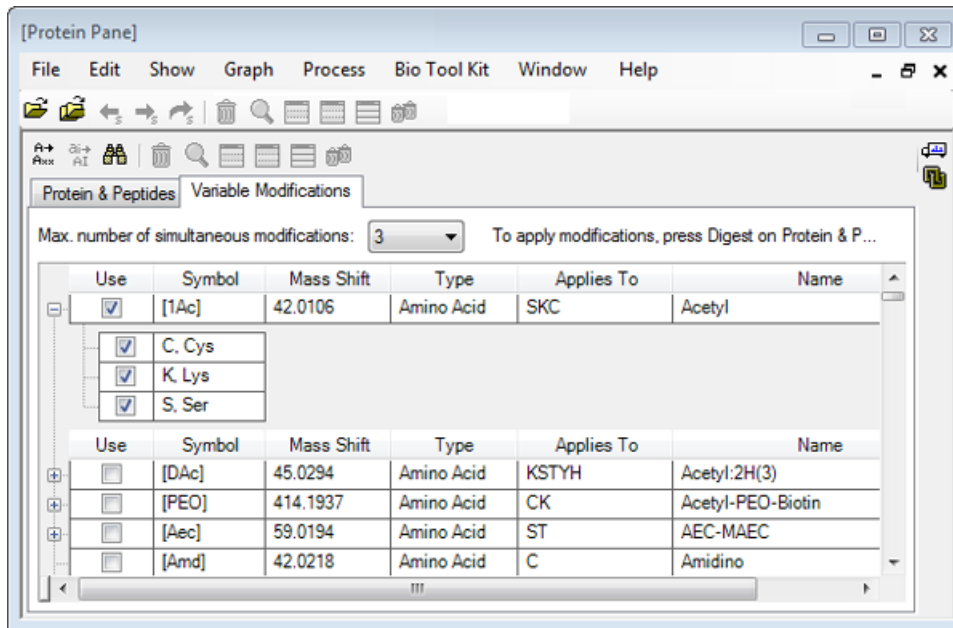 [Protein Pane]
File Edit Show Graph Process Bio Tool Kit Window Help
A→ Axx ai→ AI
Protein & Peptides Variable Modifications
Max. number of simultaneous modifications: 3 To apply modifications, press Digest on Protein & P...
Use Symbol Mass Shift Type Applies To Name
[1Ac] 42.0106 Amino Acid SKC Acetyl
C, Cys
K, Lys
S, Ser
Use Symbol Mass Shift Type Applies To Name
[DAc] 45.0294 Amino Acid KSTYH Acetyl:2H(3)
[PEO] 414.1937 Amino Acid CK Acetyl-PEO-Biotin
[Aec] 59.0194 Amino Acid ST AEC-MAEC
[Amd] 42.0218 Amino Acid C Amidino